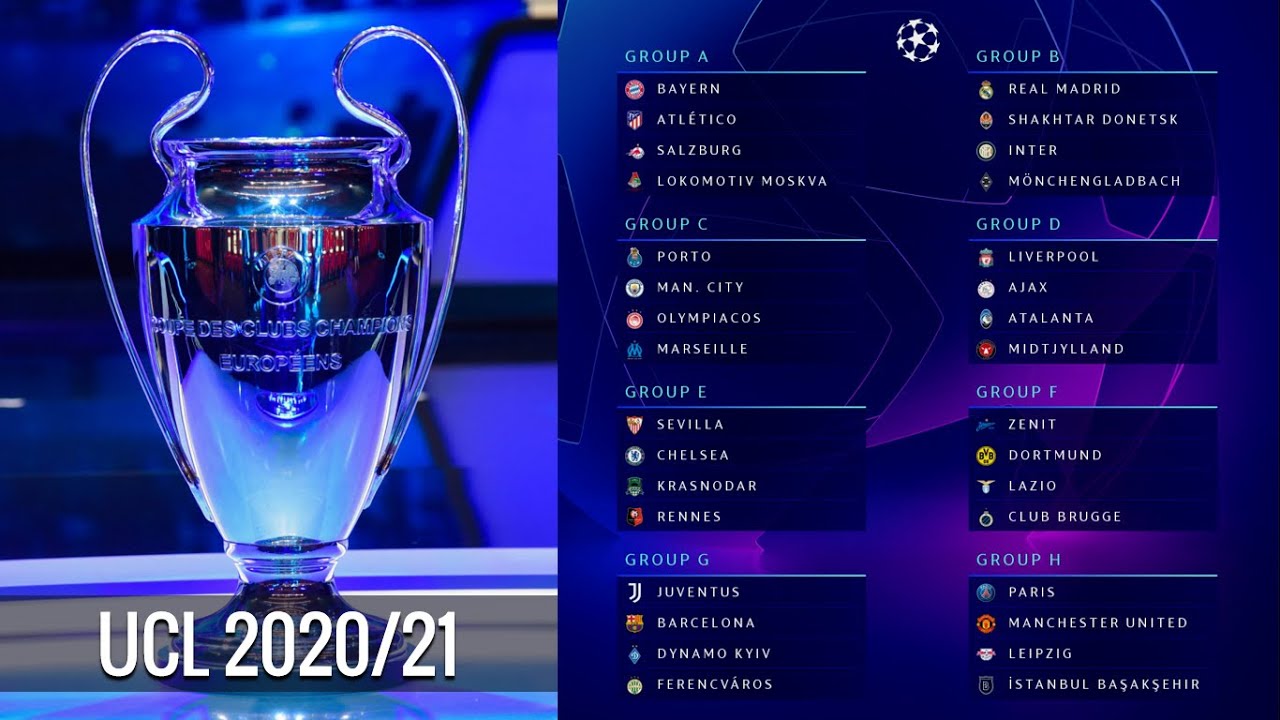 COUPE DES CLUBS CHAMPIONS
EUROPÉENS
UCL 2020/21
GROUP A
BAYERN
ATLÉTICO
SALZBURG
LOKOMOTIV MOSKVA
GROUP B
REAL MADRID
SHAKHTAR DONETSK
INTER
MÖNCHENGLADBACH
GROUP C
PORTO
MAN. CITY
OLYMPIACOS
MARSEILLE
GROUP D
LIVERPOOL
AJAX
ATALANTA
MIDTJYLLAND
GROUP E
SEVILLA
CHELSEA
KRASNODAR
RENNES
GROUP F
ZENIT
DORTMUND
LAZIO
CLUB BRUGGE
GROUP G
JUVENTUS
BARCELONA
DYNAMO KYIV
FERENCVÁROS
GROUP H
PARIS
MANCHESTER UNITED
LEIPZIG
İSTANBUL BAŞAKŞEHIR